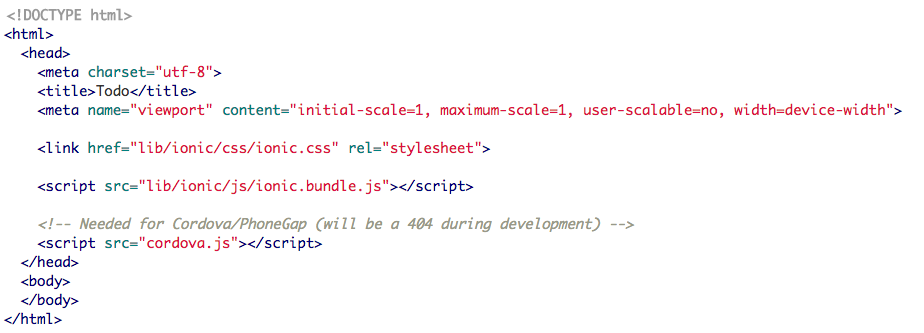 <!DOCTYPE html>
<html>
  <head>
    <meta charset="utf-8">
    <title>Todo</title>
    <meta name="viewport" content="initial-scale=1, maximum-scale=1, user-scalable=no, width=device-width">

    <link href="lib/ionic/css/ionic.css" rel="stylesheet">

    <script src="lib/ionic/js/ionic.bundle.js"></script>

    <!-- Needed for Cordova/PhoneGap (will be a 404 during development) -->
    <script src="cordova.js"></script>
  </head>
  <body>
  </body>
</html>